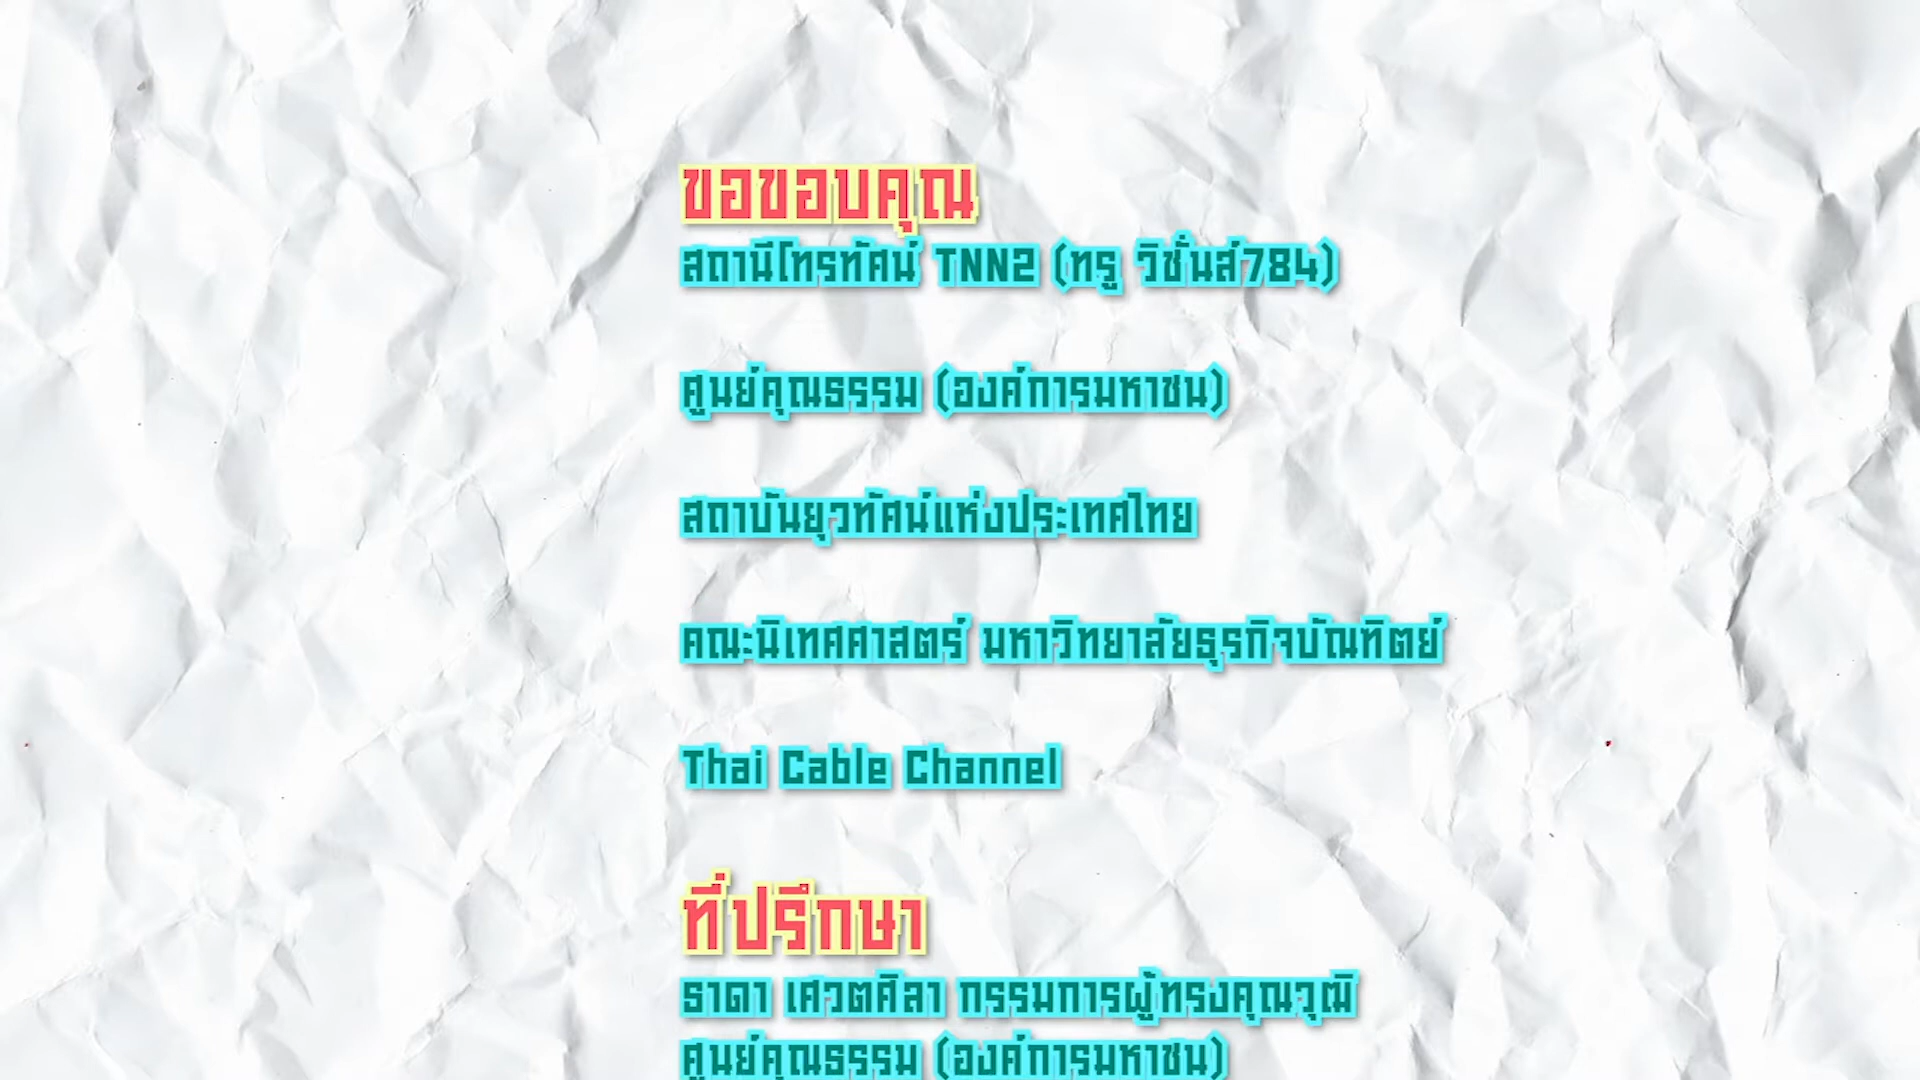 ขอขอบคุณ
สถานีโทรทัศน์ TNN2 (ทรู วิชั่นส์784)
ศูนย์คุณธรรม (องค์การมหาชน)
สถาบันยุวทัศน์แห่งประเทศไทย
คณะนิเทศศาสตร์ มหาวิทยาลัยธุรกิจบัณฑิตย์
Thai Cable Channel
ที่ปรึกษา
ธาดา เศวตศิลา กรรมการผู้ทรงคุณวุฒิ
ศูนย์คุณธรรม (องค์การมหาชน)